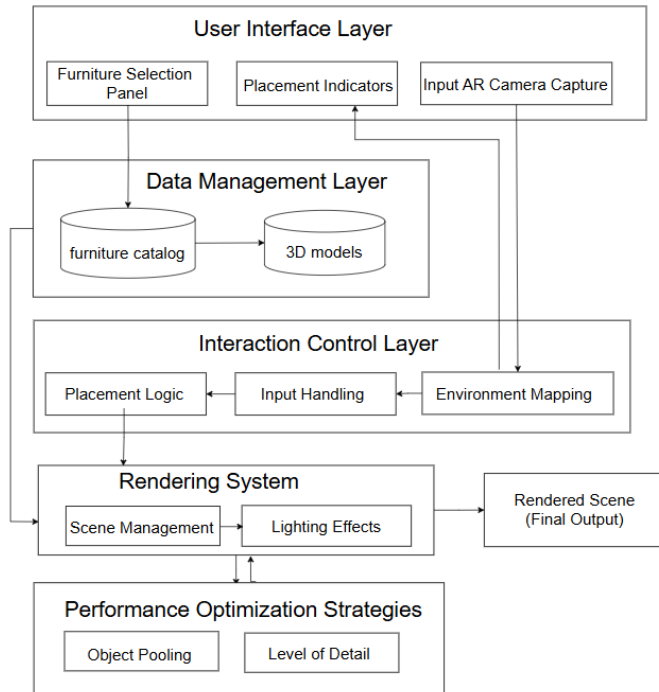 User Interface Layer
Furniture Selection
Panel
Placement Indicators
Input AR Camera Capture
Data Management Layer
furniture catalog
3D models
Interaction Control Layer
Placement Logic
Input Handling
Environment Mapping
Rendering System
Scene Management
Lighting Effects
Rendered Scene
(Final Output)
Performance Optimization Strategies
Object Pooling
Level of Detail